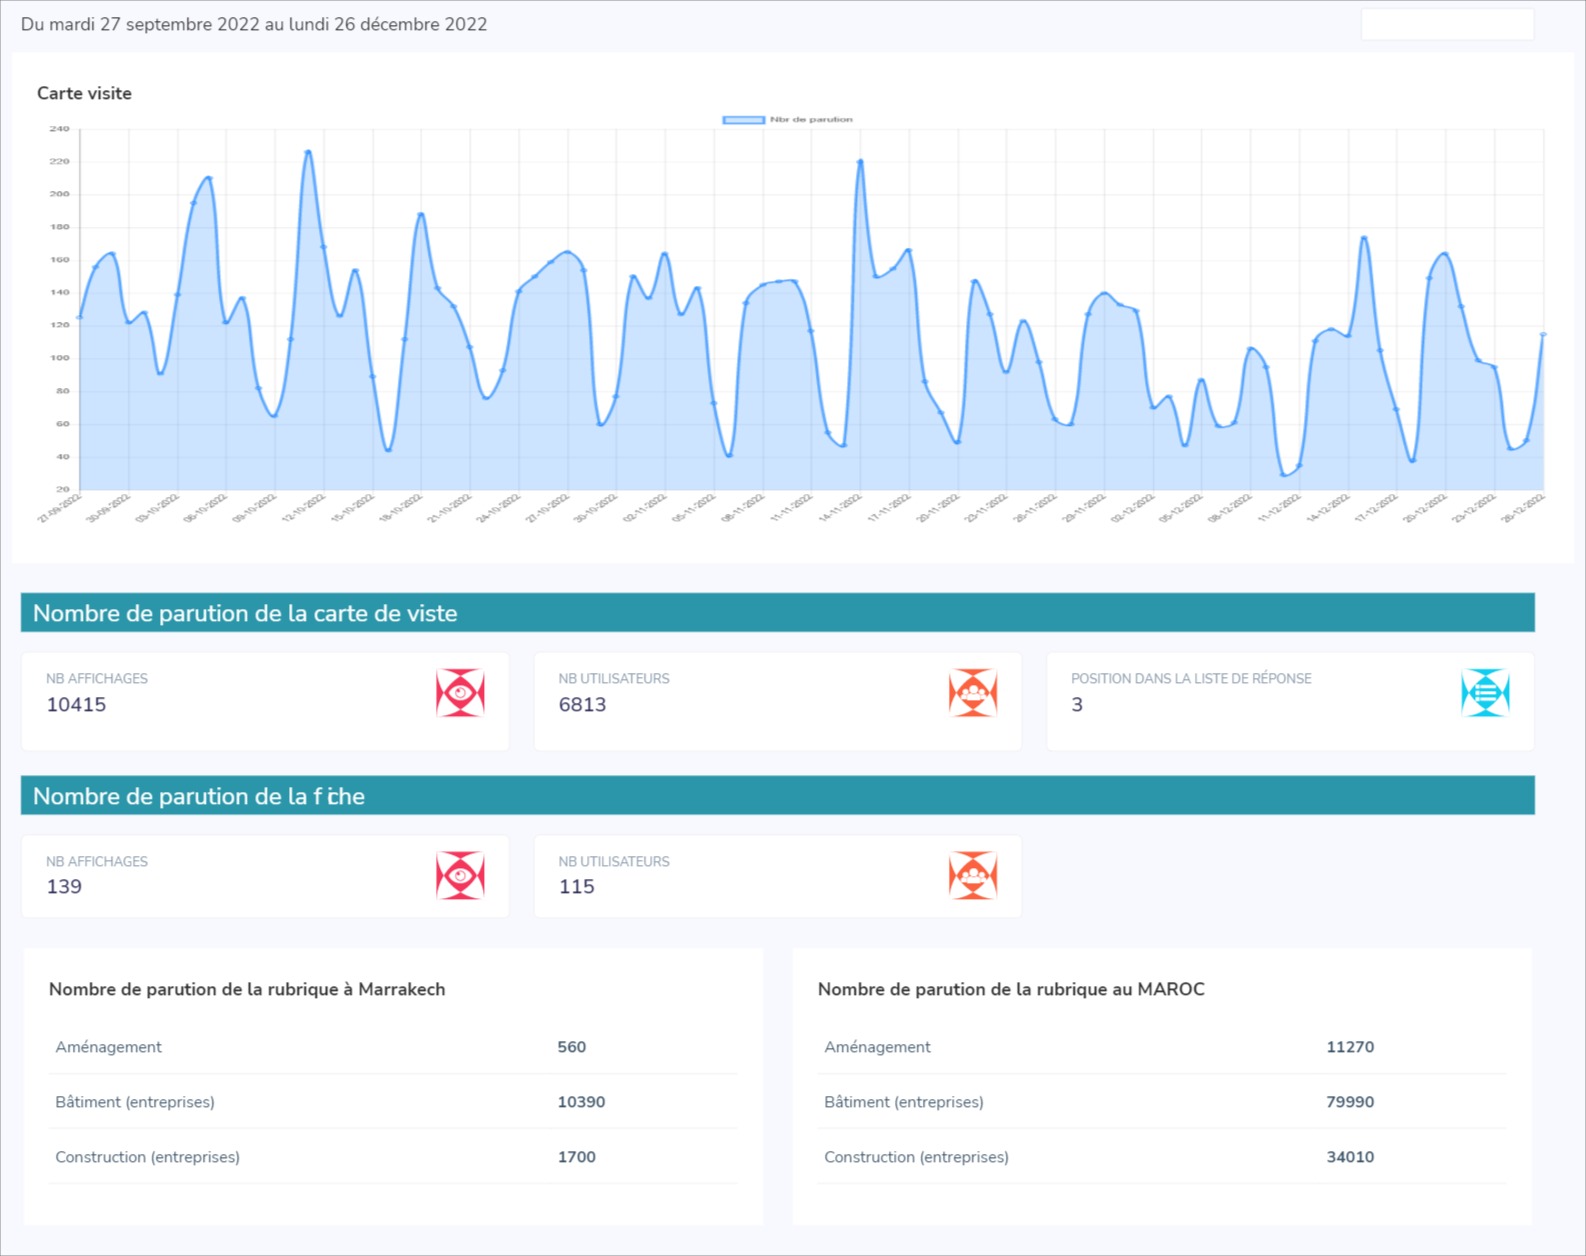 Du mardi 27 septembre 2022 au lundi 26 décembre 2022
Carte visite
Nbr de parution
240
220
200
180
160
140
120
100
80
60
40
20
27-09-2022 30-09-2022 03-10-2022 06-10-2022 09-10-2022 12-10-2022 15-10-2022 18-10-2022 21-10-2022 24-10-2022 27-10-2022 30-10-2022 02-11-2022 05-11-2022 08-11-2022 11-11-2022 14-11-2022 17-11-2022 20-11-2022 23-11-2022 26-11-2022 29-11-2022 02-12-2022 05-12-2022 08-12-2022 11-12-2022 14-12-2022 17-12-2022 20-12-2022 23-12-2022 26-12-2022
Nombre de parution de la carte de viste
NB AFFICHAGES
10415
NB UTILISATEURS
6813
POSITION DANS LA LISTE DE RÉPONSE
3
Nombre de parution de la fiche
NB AFFICHAGES
139
NB UTILISATEURS
115
Nombre de parution de la rubrique à Marrakech
Aménagement 560
Bâtiment (entreprises) 10390
Construction (entreprises) 1700
Nombre de parution de la rubrique au MAROC
Aménagement 11270
Bâtiment (entreprises) 79990
Construction (entreprises) 34010